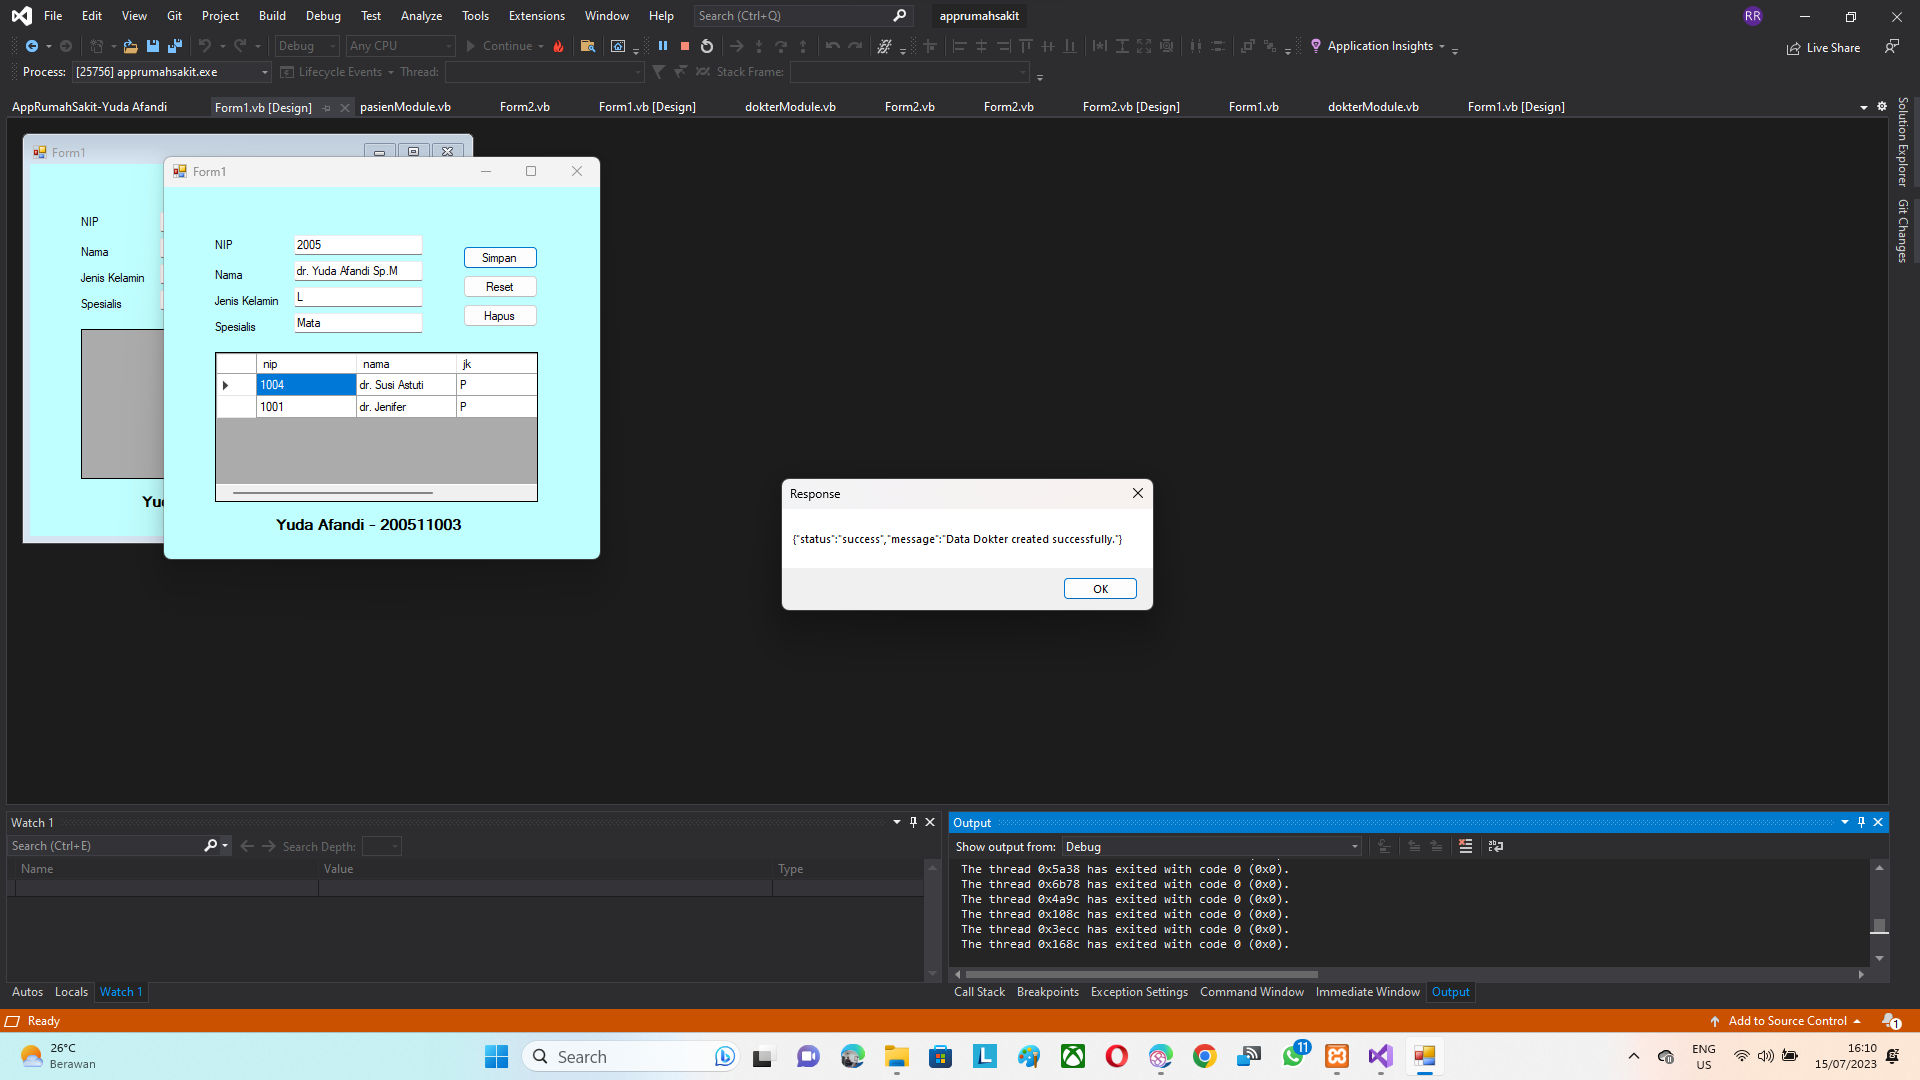 File Edit View Git Project Build Debug Test Analyze Tools Extensions Window Help Search (Ctrl+Q) apprumahsakit RR
Debug Any CPU Continue Application Insights Live Share
Process: [25756] apprumahsakit.exe Lifecycle Events Thread: Stack Frame:
AppRumahSakit-Yuda Afandi Form1.vb [Design] pasienModule.vb Form2.vb Form1.vb [Design] dokterModule.vb Form2.vb Form2.vb Form2.vb [Design] Form1.vb dokterModule.vb Form1.vb [Design]
Solution Explorer
Git Changes
Form1
NIP
Nama
Jenis Kelamin
Spesialis
Yu
Form1
NIP 2005
Nama dr. Yuda Afandi Sp.M
Jenis Kelamin L
Spesialis Mata
Simpan
Reset
Hapus
nip nama jk
1004 dr. Susi Astuti P
1001 dr. Jenifer P
Yuda Afandi - 200511003
Response
{"status":"success","message":"Data Dokter created successfully."}
OK
Watch 1
Search (Ctrl+E) Search Depth:
Name Value Type
Autos Locals Watch 1
Output
Show output from: Debug
The thread 0x5a38 has exited with code 0 (0x0).
The thread 0x6b78 has exited with code 0 (0x0).
The thread 0x4a9c has exited with code 0 (0x0).
The thread 0x108c has exited with code 0 (0x0).
The thread 0x3ecc has exited with code 0 (0x0).
The thread 0x168c has exited with code 0 (0x0).
Call Stack Breakpoints Exception Settings Command Window Immediate Window Output
Ready Add to Source Control 1
26°C
Berawan
Search
L
11
ENG
US
16:10
15/07/2023